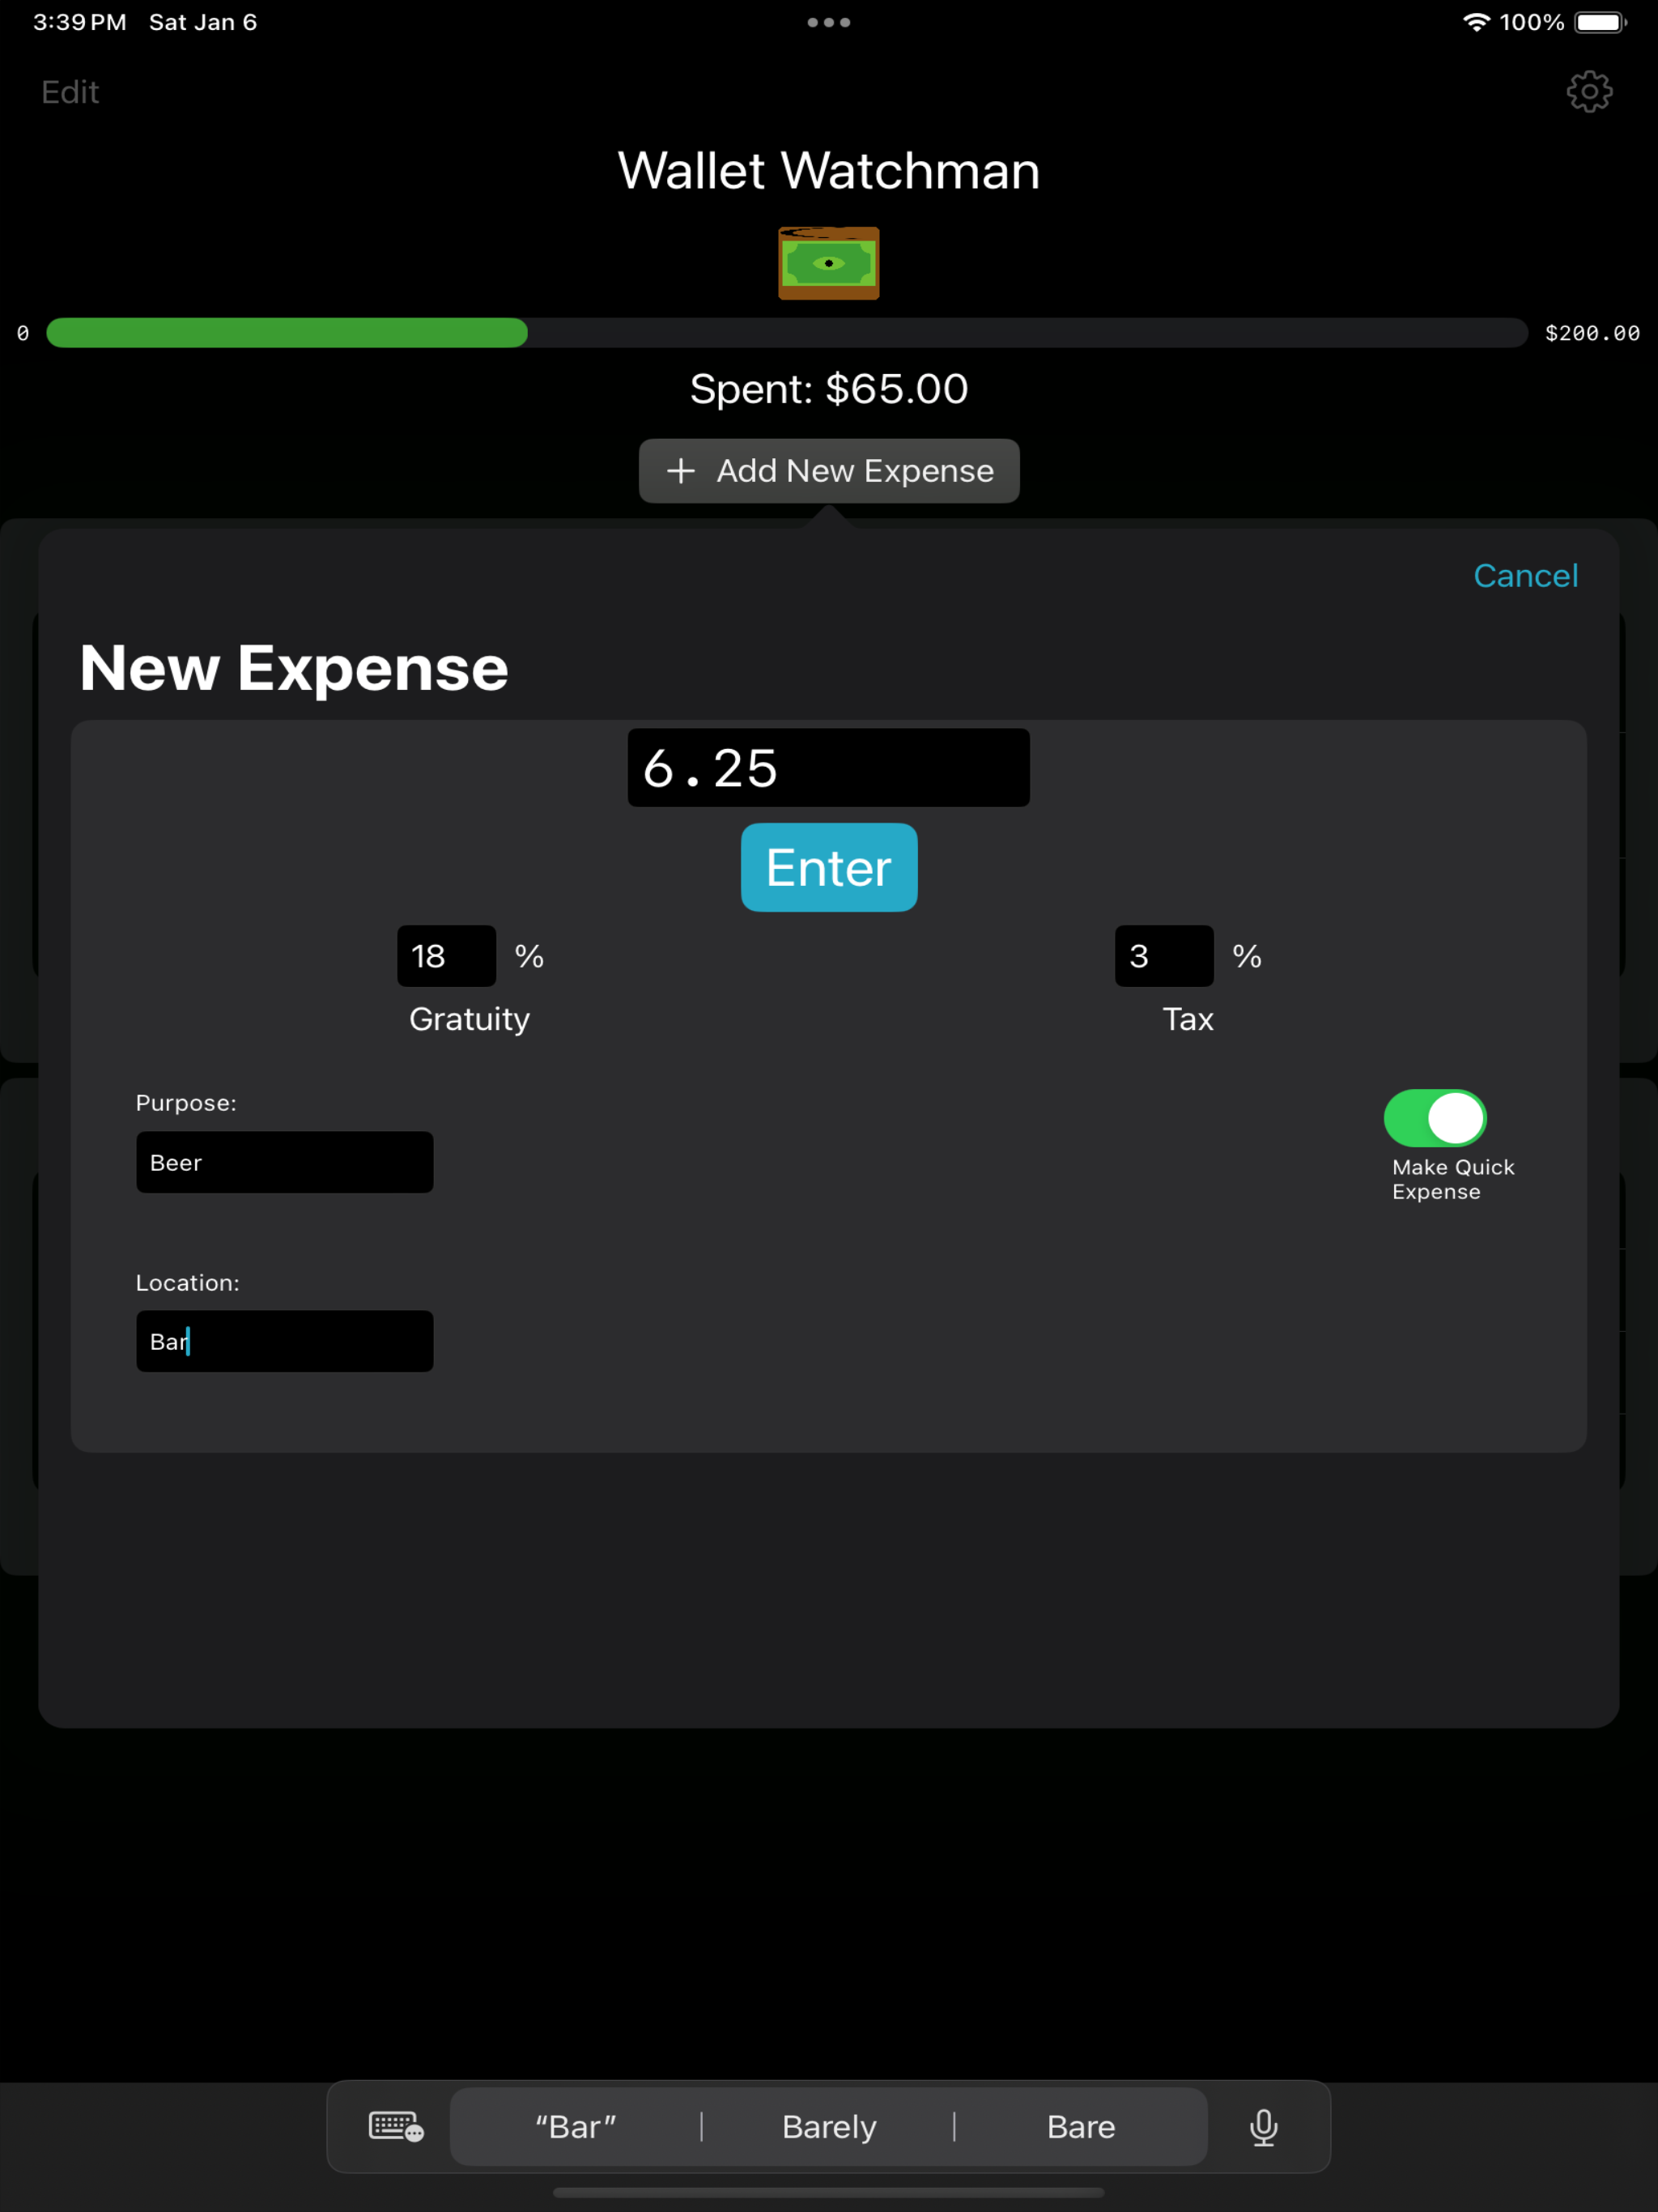 3:39 PM Sat Jan 6 100%
Edit
Wallet Watchman
0 $200.00
Spent: $65.00
+ Add New Expense
Cancel
New Expense
6.25
Enter
18 % 3 %
Gratuity Tax
Purpose:
Beer
Make Quick
Expense
Location:
Bar
“Bar” Barely Bare